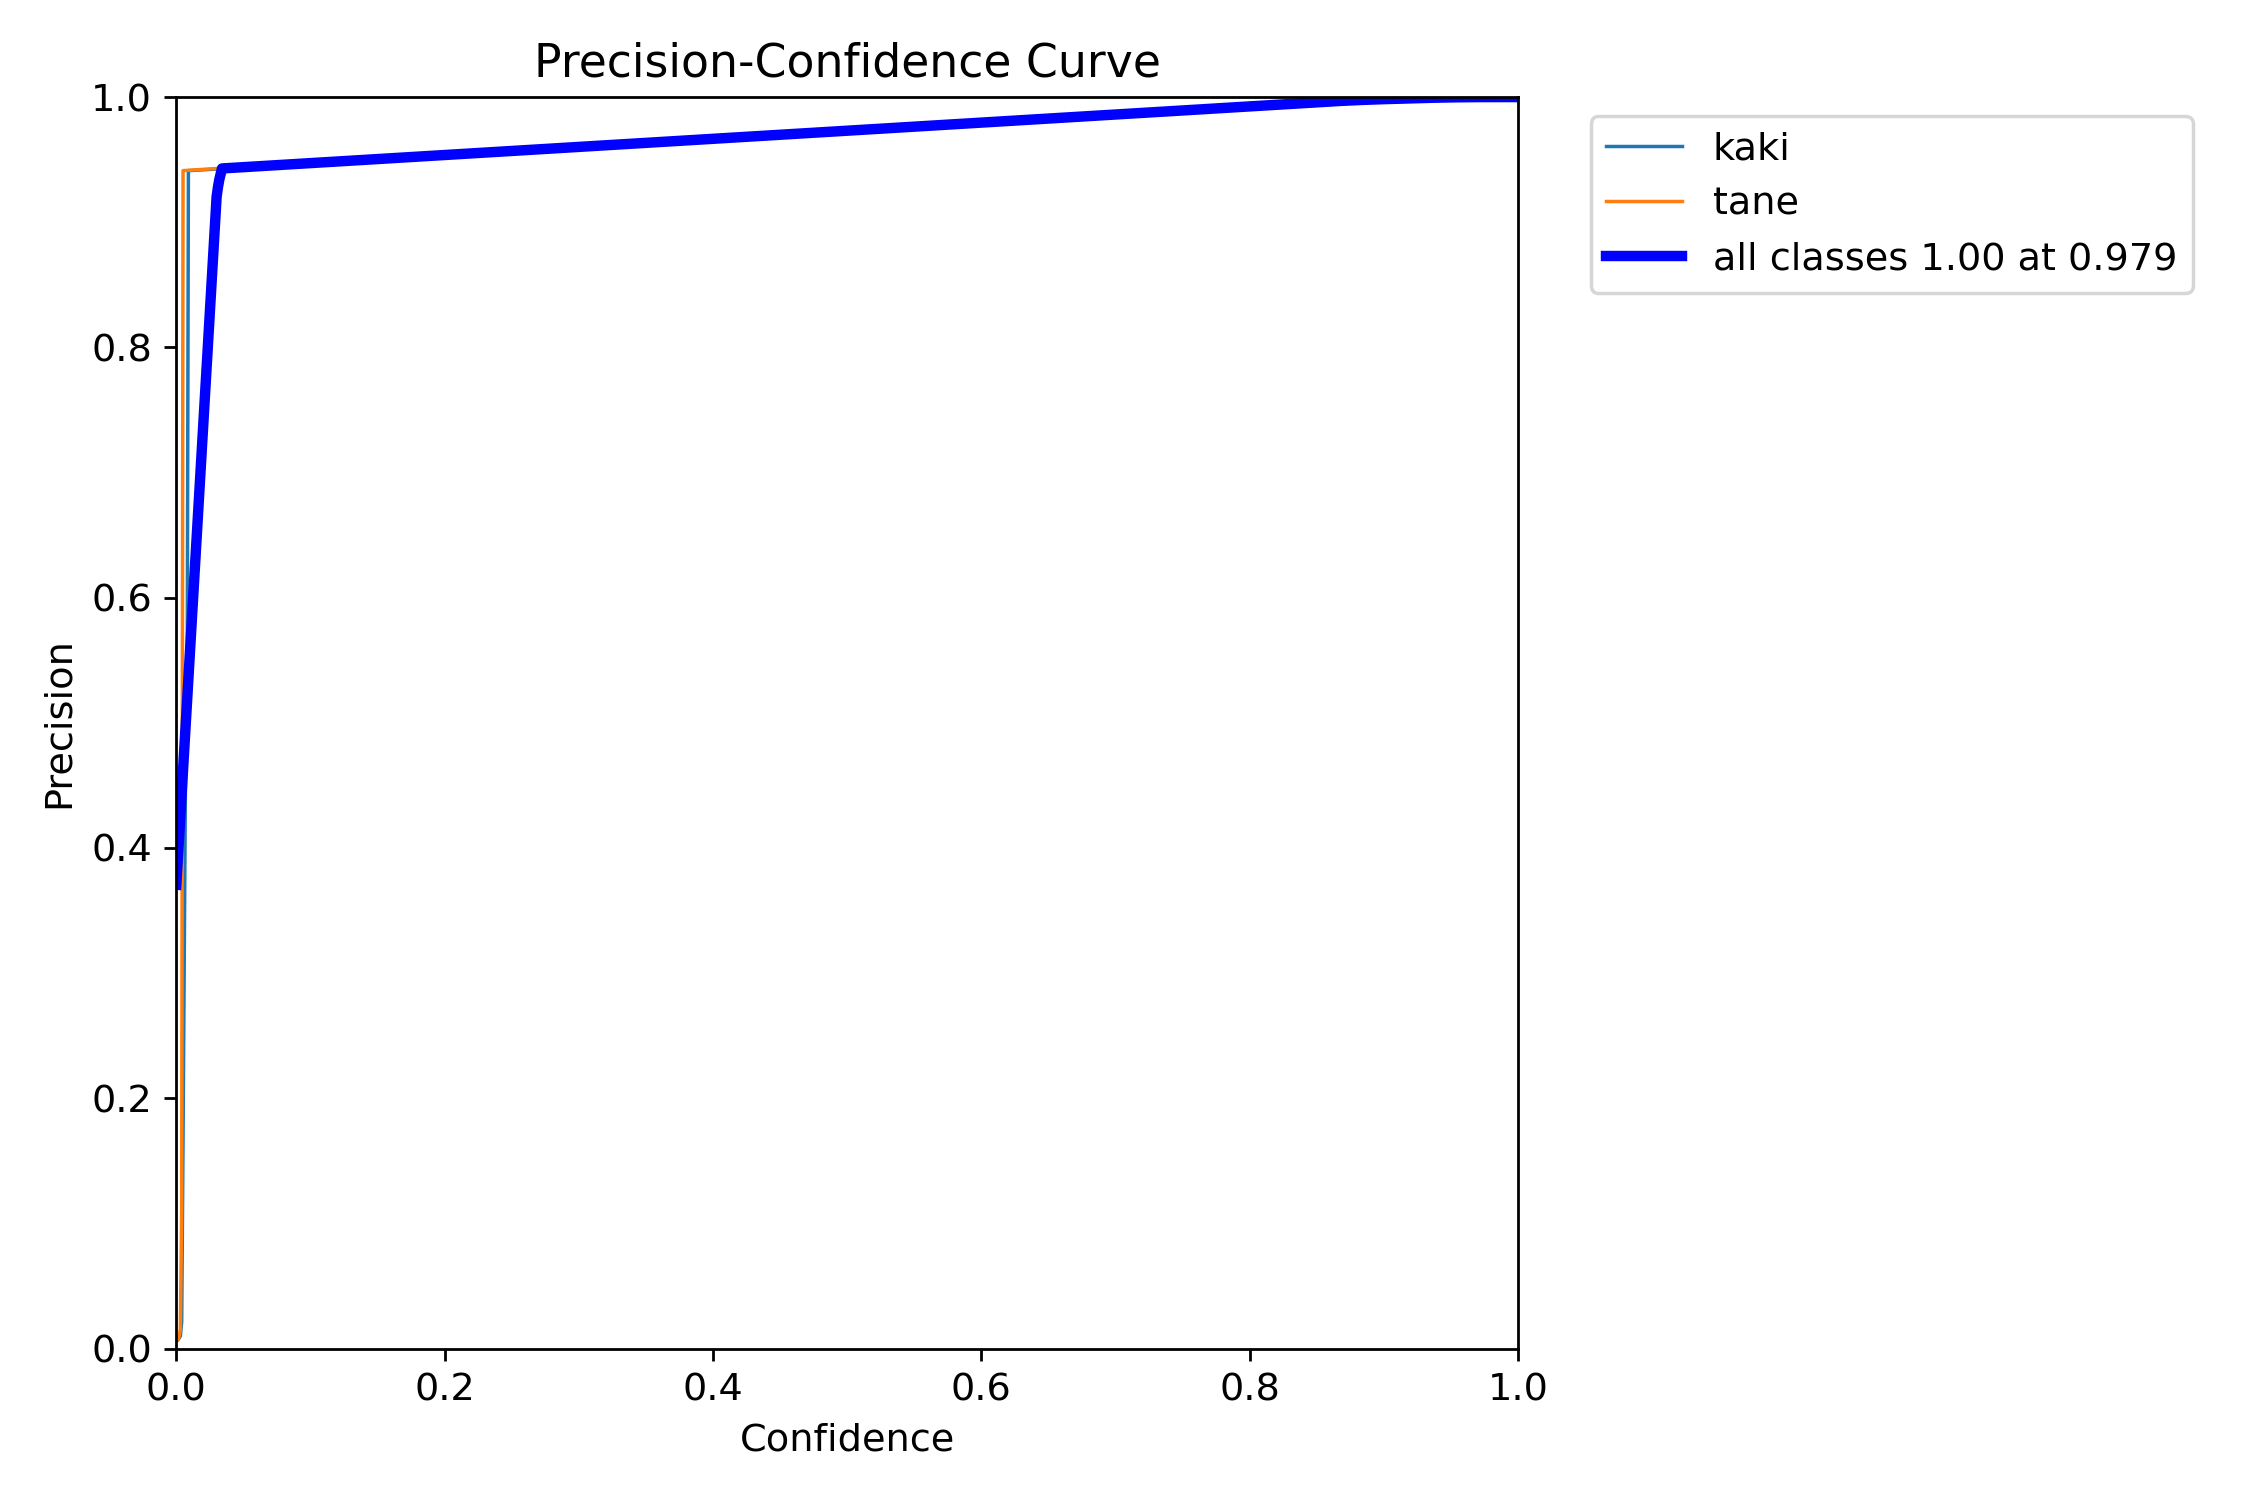 Precision-Confidence Curve
1.0
0.8
0.6
0.4
0.2
0.0
Precision
0.0 0.2 0.4 0.6 0.8 1.0
Confidence
kaki
tane
all classes 1.00 at 0.979